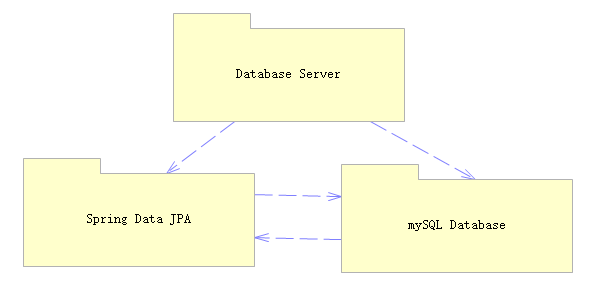 Database Server
Spring Data JPA
mySQL Database